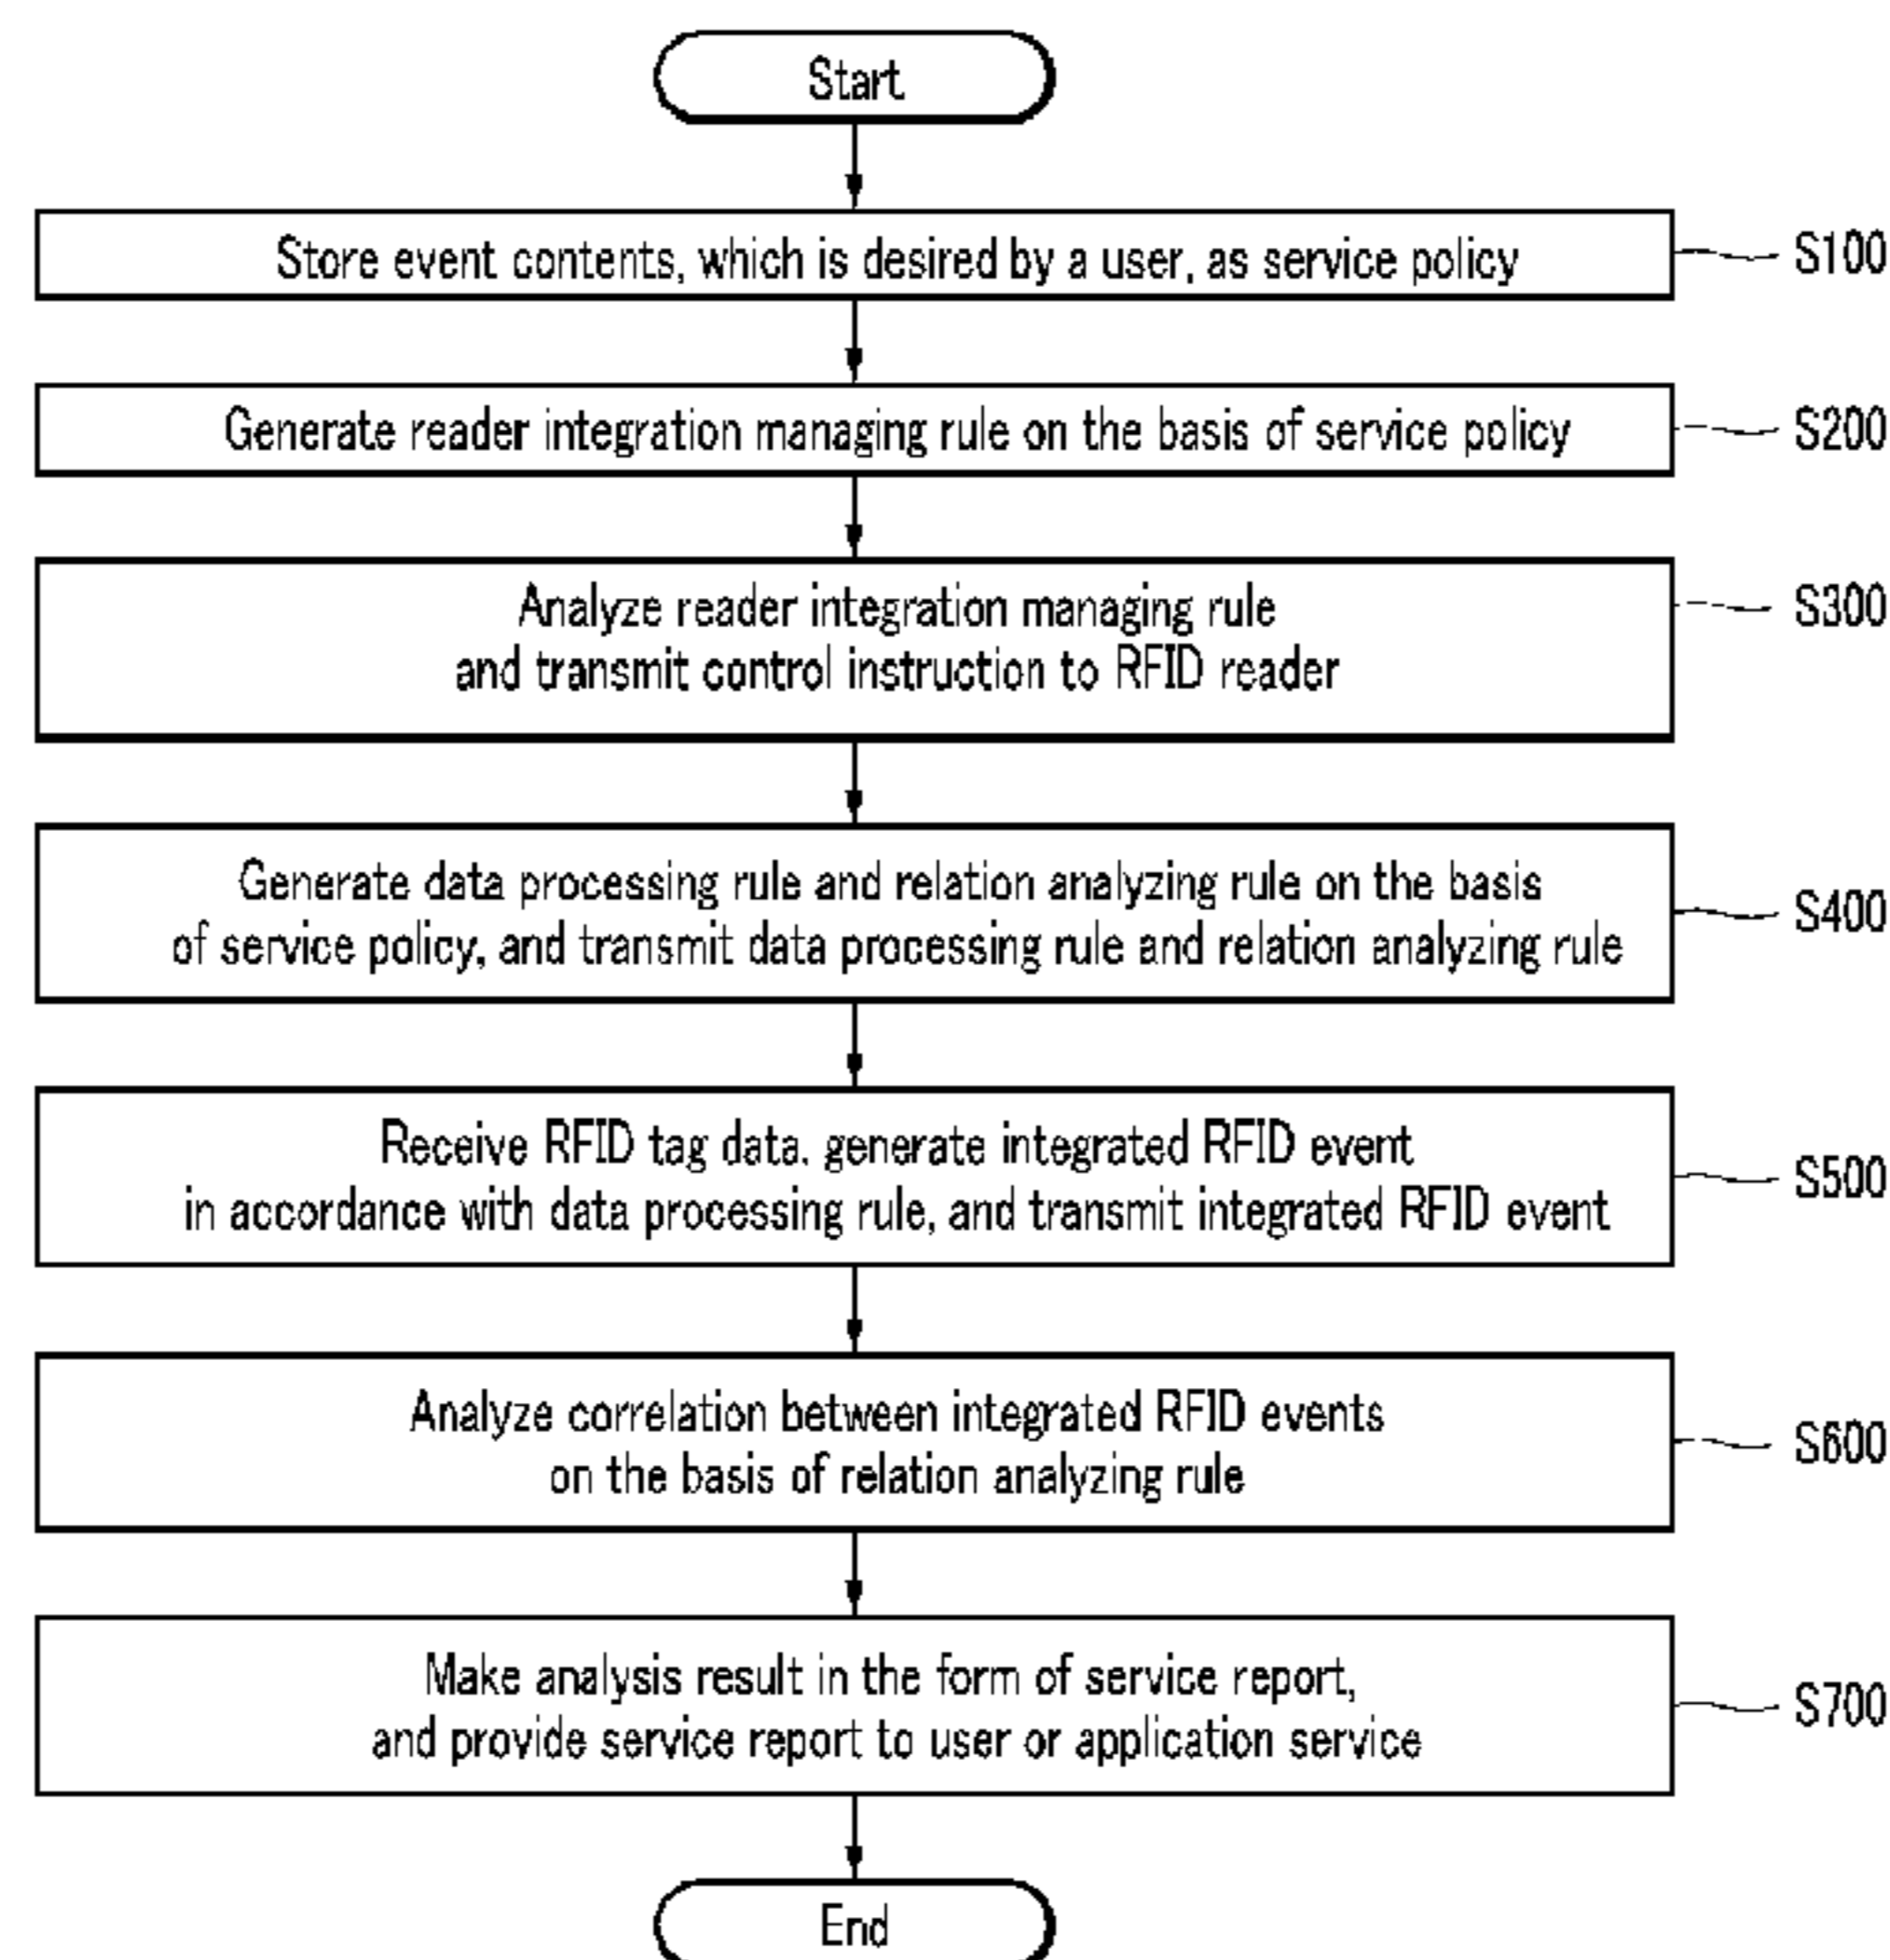 Start
Store event contents, which is desired by a user, as service policy
S100
Generate reader integration managing rule on the basis of service policy
S200
Analyze reader integration managing rule
and transmit control instruction to RFID reader
S300
Generate data processing rule and relation analyzing rule on the basis
of service policy, and transmit data processing rule and relation analyzing rule
S400
Receive RFID tag data, generate integrated RFID event
in accordance with data processing rule, and transmit integrated RFID event
S500
Analyze correlation between integrated RFID events
on the basis of relation analyzing rule
S600
Make analysis result in the form of service report,
and provide service report to user or application service
S700
End